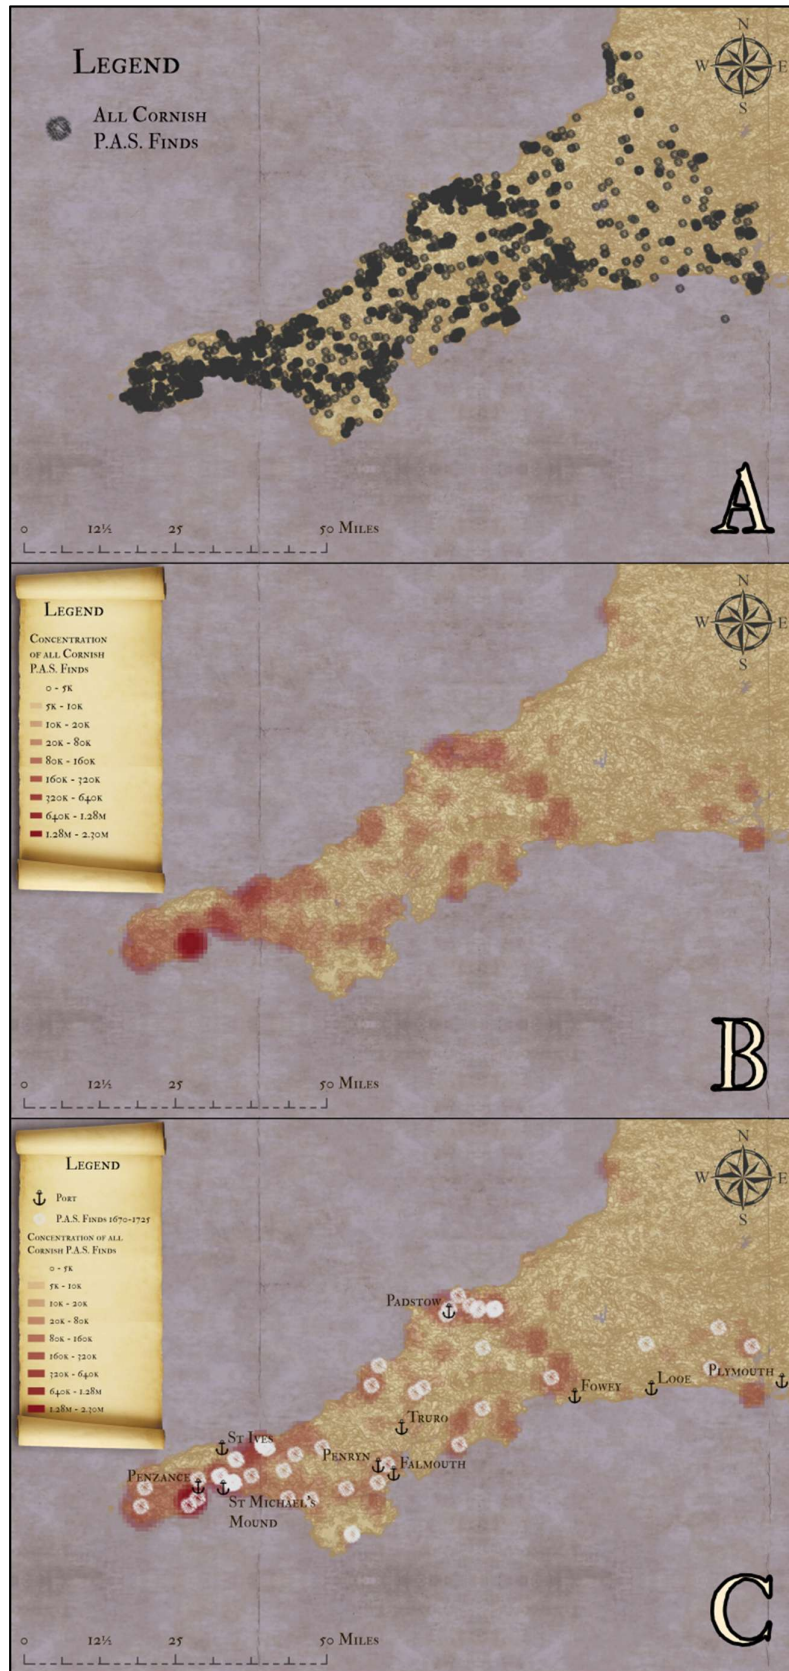 Legend
All Cornish
P.A.S. Finds
N
W E
S
0 12½ 25 50 Miles
A
Legend
Concentration
of all Cornish
P.A.S. Finds
0 - 5K
5K - 10K
10K - 20K
20K - 80K
80K - 160K
160K - 320K
320K - 640K
640K - 1.28M
1.28M - 2.30M
N
W E
S
0 12½ 25 50 Miles
B
Legend
Port
P.A.S. Finds 1670-1725
Concentration of all
Cornish P.A.S. Finds
0 - 5K
5K - 10K
10K - 20K
20K - 80K
80K - 160K
160K - 320K
320K - 640K
640K - 1.28M
1.28M - 2.30M
N
W E
S
Padstow
Plymouth
Looe
Fowey
Truro
St Ives
Penryn
Falmouth
Penzance
St Michael's
Mound
0 12½ 25 50 Miles
C